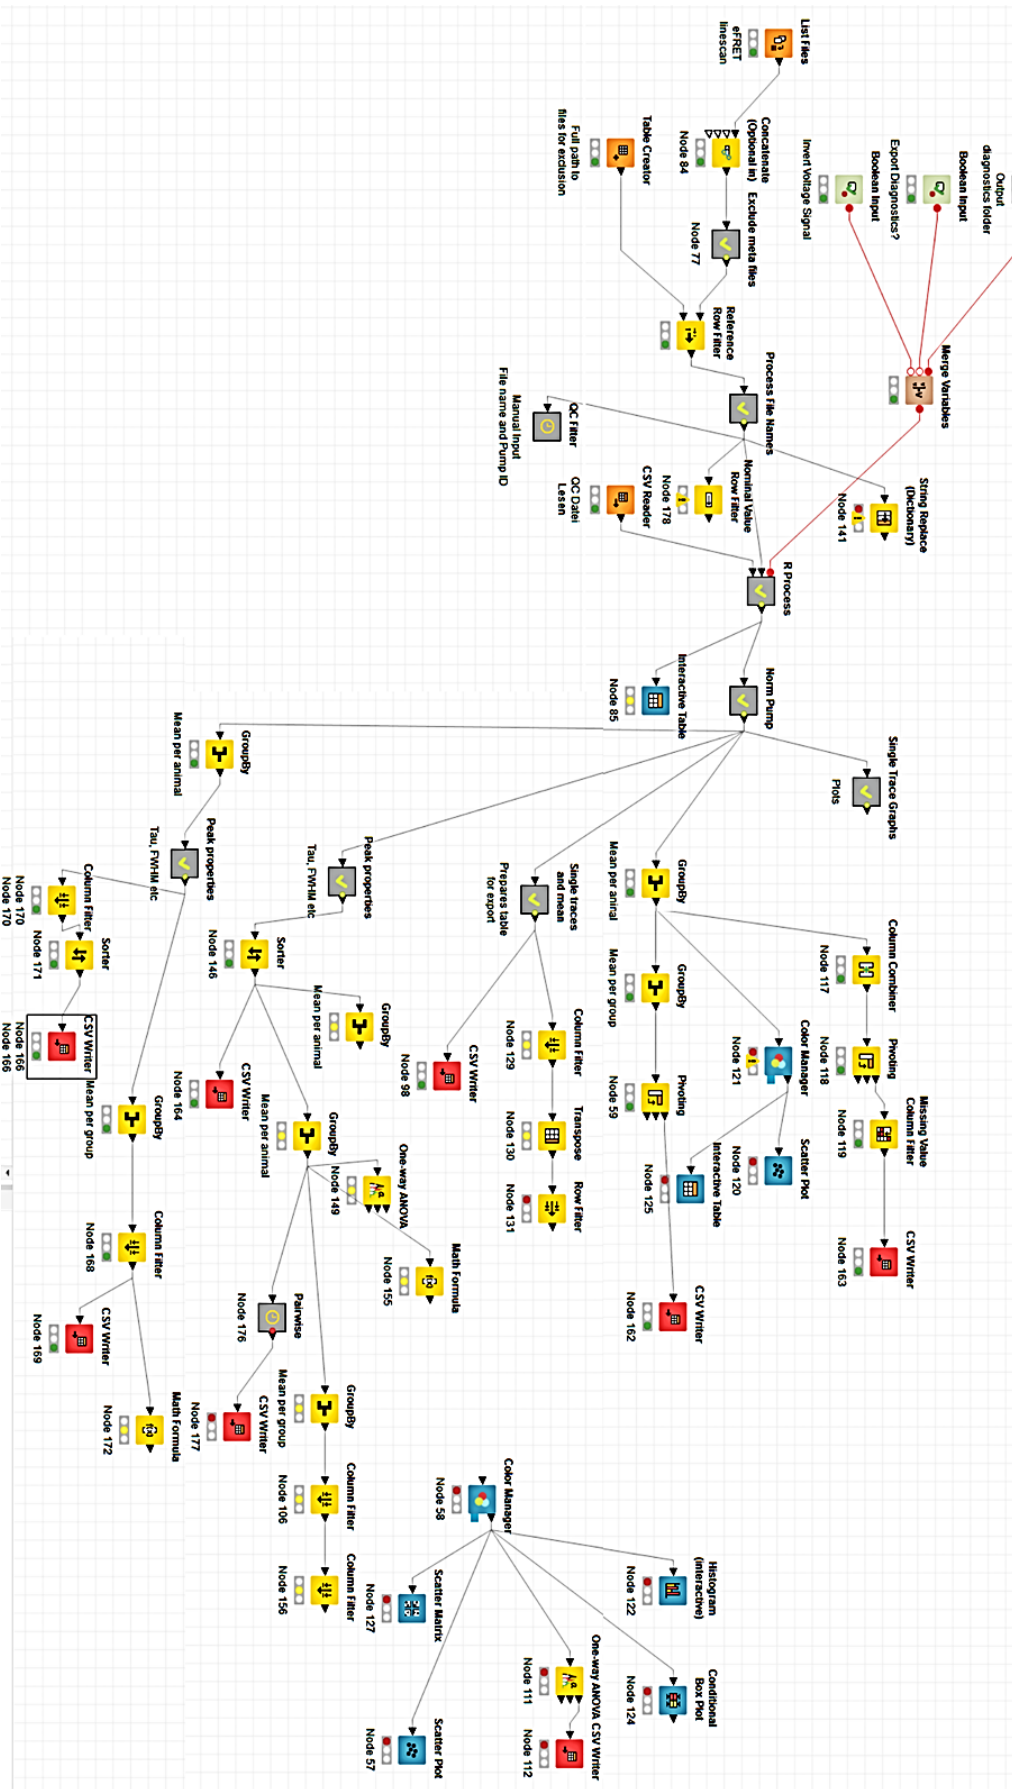 List Files
eFRET
linescan
Concatenate
(Optional in)
Node 84
Table Creator
Full path to
files for exclusion
Exclude meta files
Node 77
Output
diagnostics folder
Boolean Input
Export Diagnostics?
Boolean Input
Invert Voltage Signal
Merge Variables
Reference
Row Filter
Process File Names
QC Filter
Manual Input
File name and Pump ID
Nominal Value
Row Filter
Node 178
String Replace
(Dictionary)
Node 141
CSV Reader
QC Datei
Lesen
R Process
Interactive Table
Node 85
Norm Pump
Single Trace Graphs
Plots
GroupBy
Mean per animal
Peak properties
Tau, FWHM etc
Peak properties
Tau, FWHM etc
Single traces
and mean
Prepares table
for export
GroupBy
Mean per animal
Column Combiner
Node 117
Pivoting
Node 118
Missing Value
Column Filter
Node 119
CSV Writer
Node 163
Color Manager
Node 121
Scatter Plot
Node 120
Interactive Table
Node 125
GroupBy
Mean per group
Pivoting
Node 59
CSV Writer
Node 162
Column Filter
Node 129
Transpose
Node 130
Row Filter
Node 131
CSV Writer
Node 98
Sorter
Node 146
GroupBy
Mean per animal
CSV Writer
Node 164
GroupBy
Mean per animal
One-way ANOVA
Node 149
Math Formula
Node 155
Pairwise
Node 176
CSV Writer
Node 177
GroupBy
Mean per group
Column Filter
Node 106
Column Filter
Node 156
Column Filter
Node 170
Node 170
Sorter
Node 171
CSV Writer
Node 166
Node 166
GroupBy
Mean per group
Column Filter
Node 168
CSV Writer
Node 169
Math Formula
Node 172
Color Manager
Node 58
Histogram
(interactive)
Node 122
Conditional
Box Plot
Node 124
One-way ANOVA
Node 111
CSV Writer
Node 112
Scatter Matrix
Node 127
Scatter Plot
Node 57